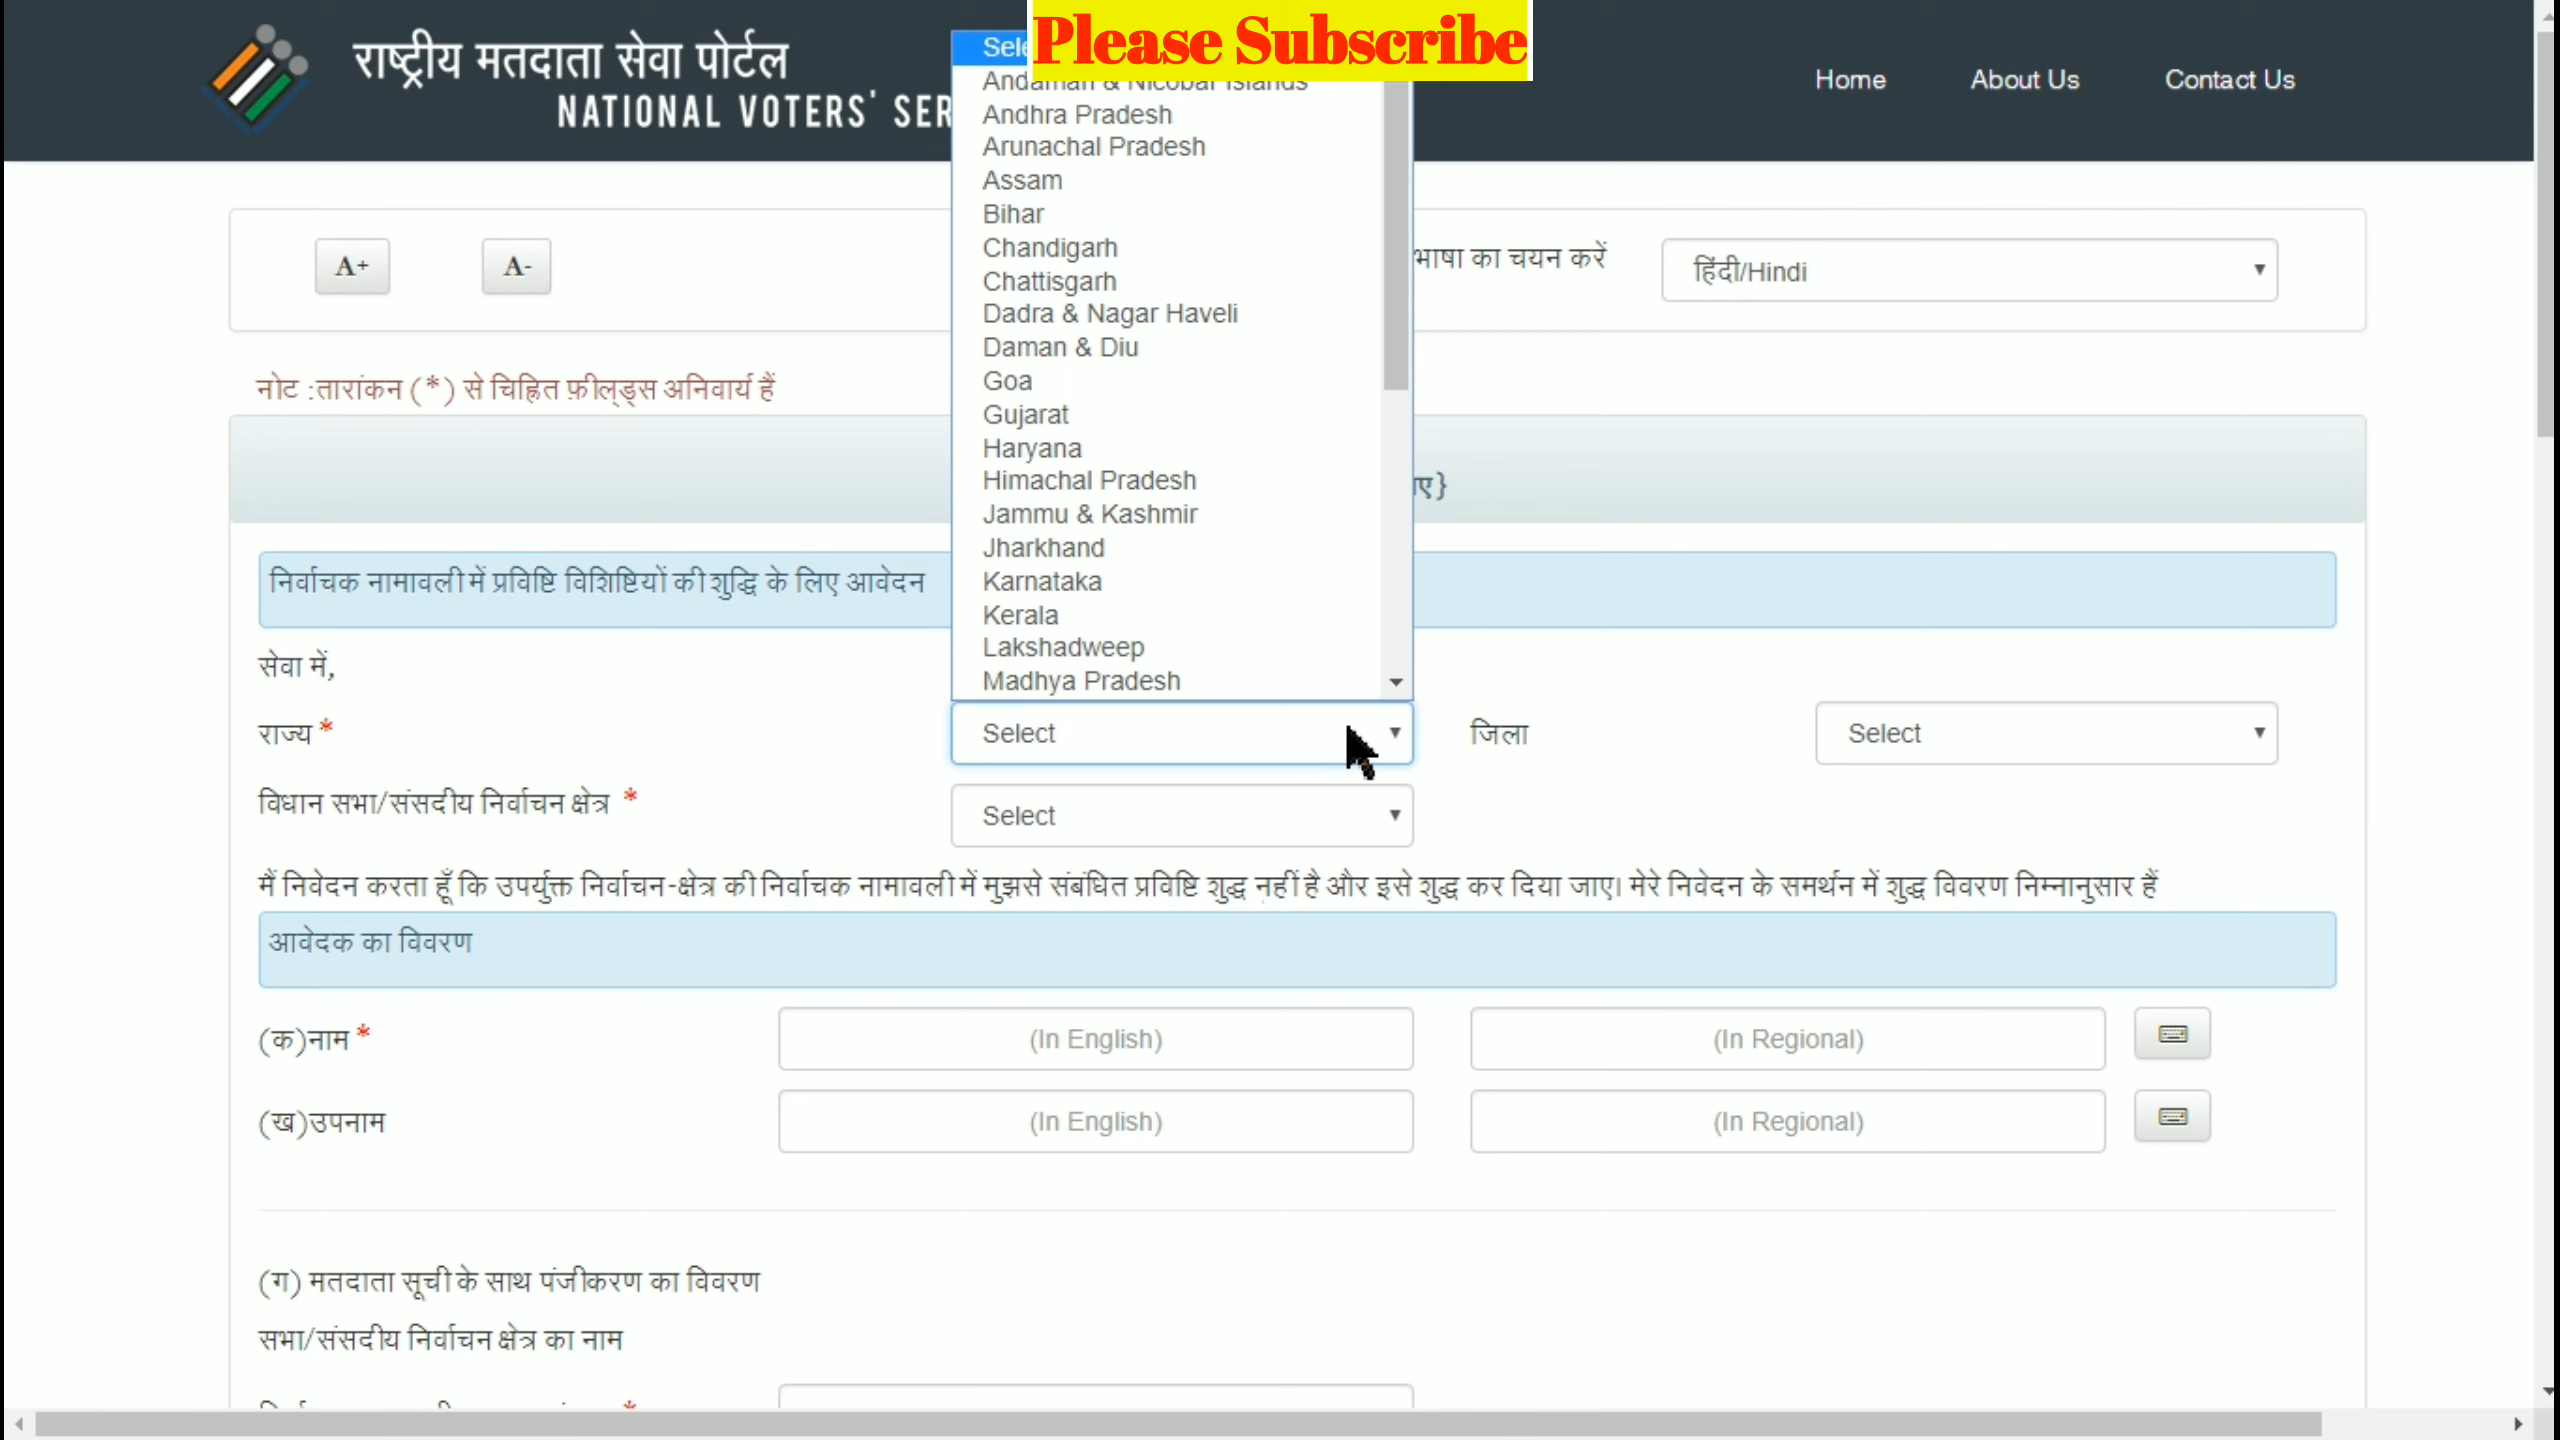 Please Subscribe
राष्ट्रीय मतदाता सेवा पोर्टल
NATIONAL VOTERS'
Home
About Us
Contact Us
Andaman & Nicobar Islands
Andhra Pradesh
Arunachal Pradesh
Assam
Bihar
Chandigarh
Chattisgarh
Dadra & Nagar Haveli
Daman & Diu
Goa
Gujarat
Haryana
Himachal Pradesh
Jammu & Kashmir
Jharkhand
Karnataka
Kerala
Lakshadweep
Madhya Pradesh
A+
A-
भाषा का चयन करें
हिंदी/Hindi
नोट :तारांकन (*) से चिह्नित फ़ील्ड्स अनिवार्य हैं
निर्वाचक नामावली में प्रविष्टि विशिष्टियों की शुद्धि के लिए आवेदन
सेवा में,
राज्य * Select जिला Select
विधान सभा/संसदीय निर्वाचन क्षेत्र * Select
मैं निवेदन करता हूँ कि उपर्युक्त निर्वाचन-क्षेत्र की निर्वाचक नामावली में मुझसे संबंधित प्रविष्टि शुद्ध नहीं है और इसे शुद्ध कर दिया जाए। मेरे निवेदन के समर्थन में शुद्ध विवरण निम्नानुसार हैं
आवेदक का विवरण
(क)नाम * (In English) (In Regional)
(ख)उपनाम (In English) (In Regional)
(ग) मतदाता सूची के साथ पंजीकरण का विवरण
सभा/संसदीय निर्वाचन क्षेत्र का नाम